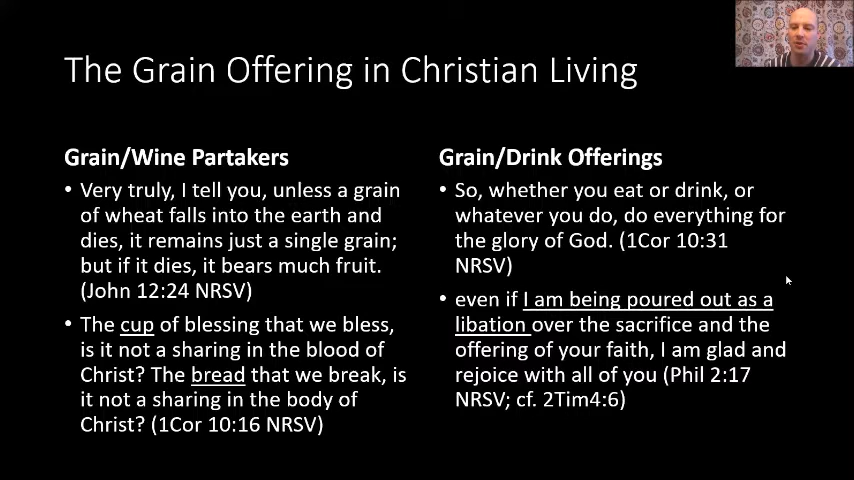 The Grain Offering in Christian Living
Grain/Wine Partakers
• Very truly, I tell you, unless a grain
of wheat falls into the earth and
dies, it remains just a single grain;
but if it dies, it bears much fruit.
(John 12:24 NRSV)
• The cup of blessing that we bless,
is it not a sharing in the blood of
Christ? The bread that we break, is
it not a sharing in the body of
Christ? (1Cor 10:16 NRSV)
Grain/Drink Offerings
• So, whether you eat or drink, or
whatever you do, do everything for
the glory of God. (1Cor 10:31
NRSV)
• even if I am being poured out as a
libation over the sacrifice and the
offering of your faith, I am glad and
rejoice with all of you (Phil 2:17
NRSV; cf. 2Tim4:6)